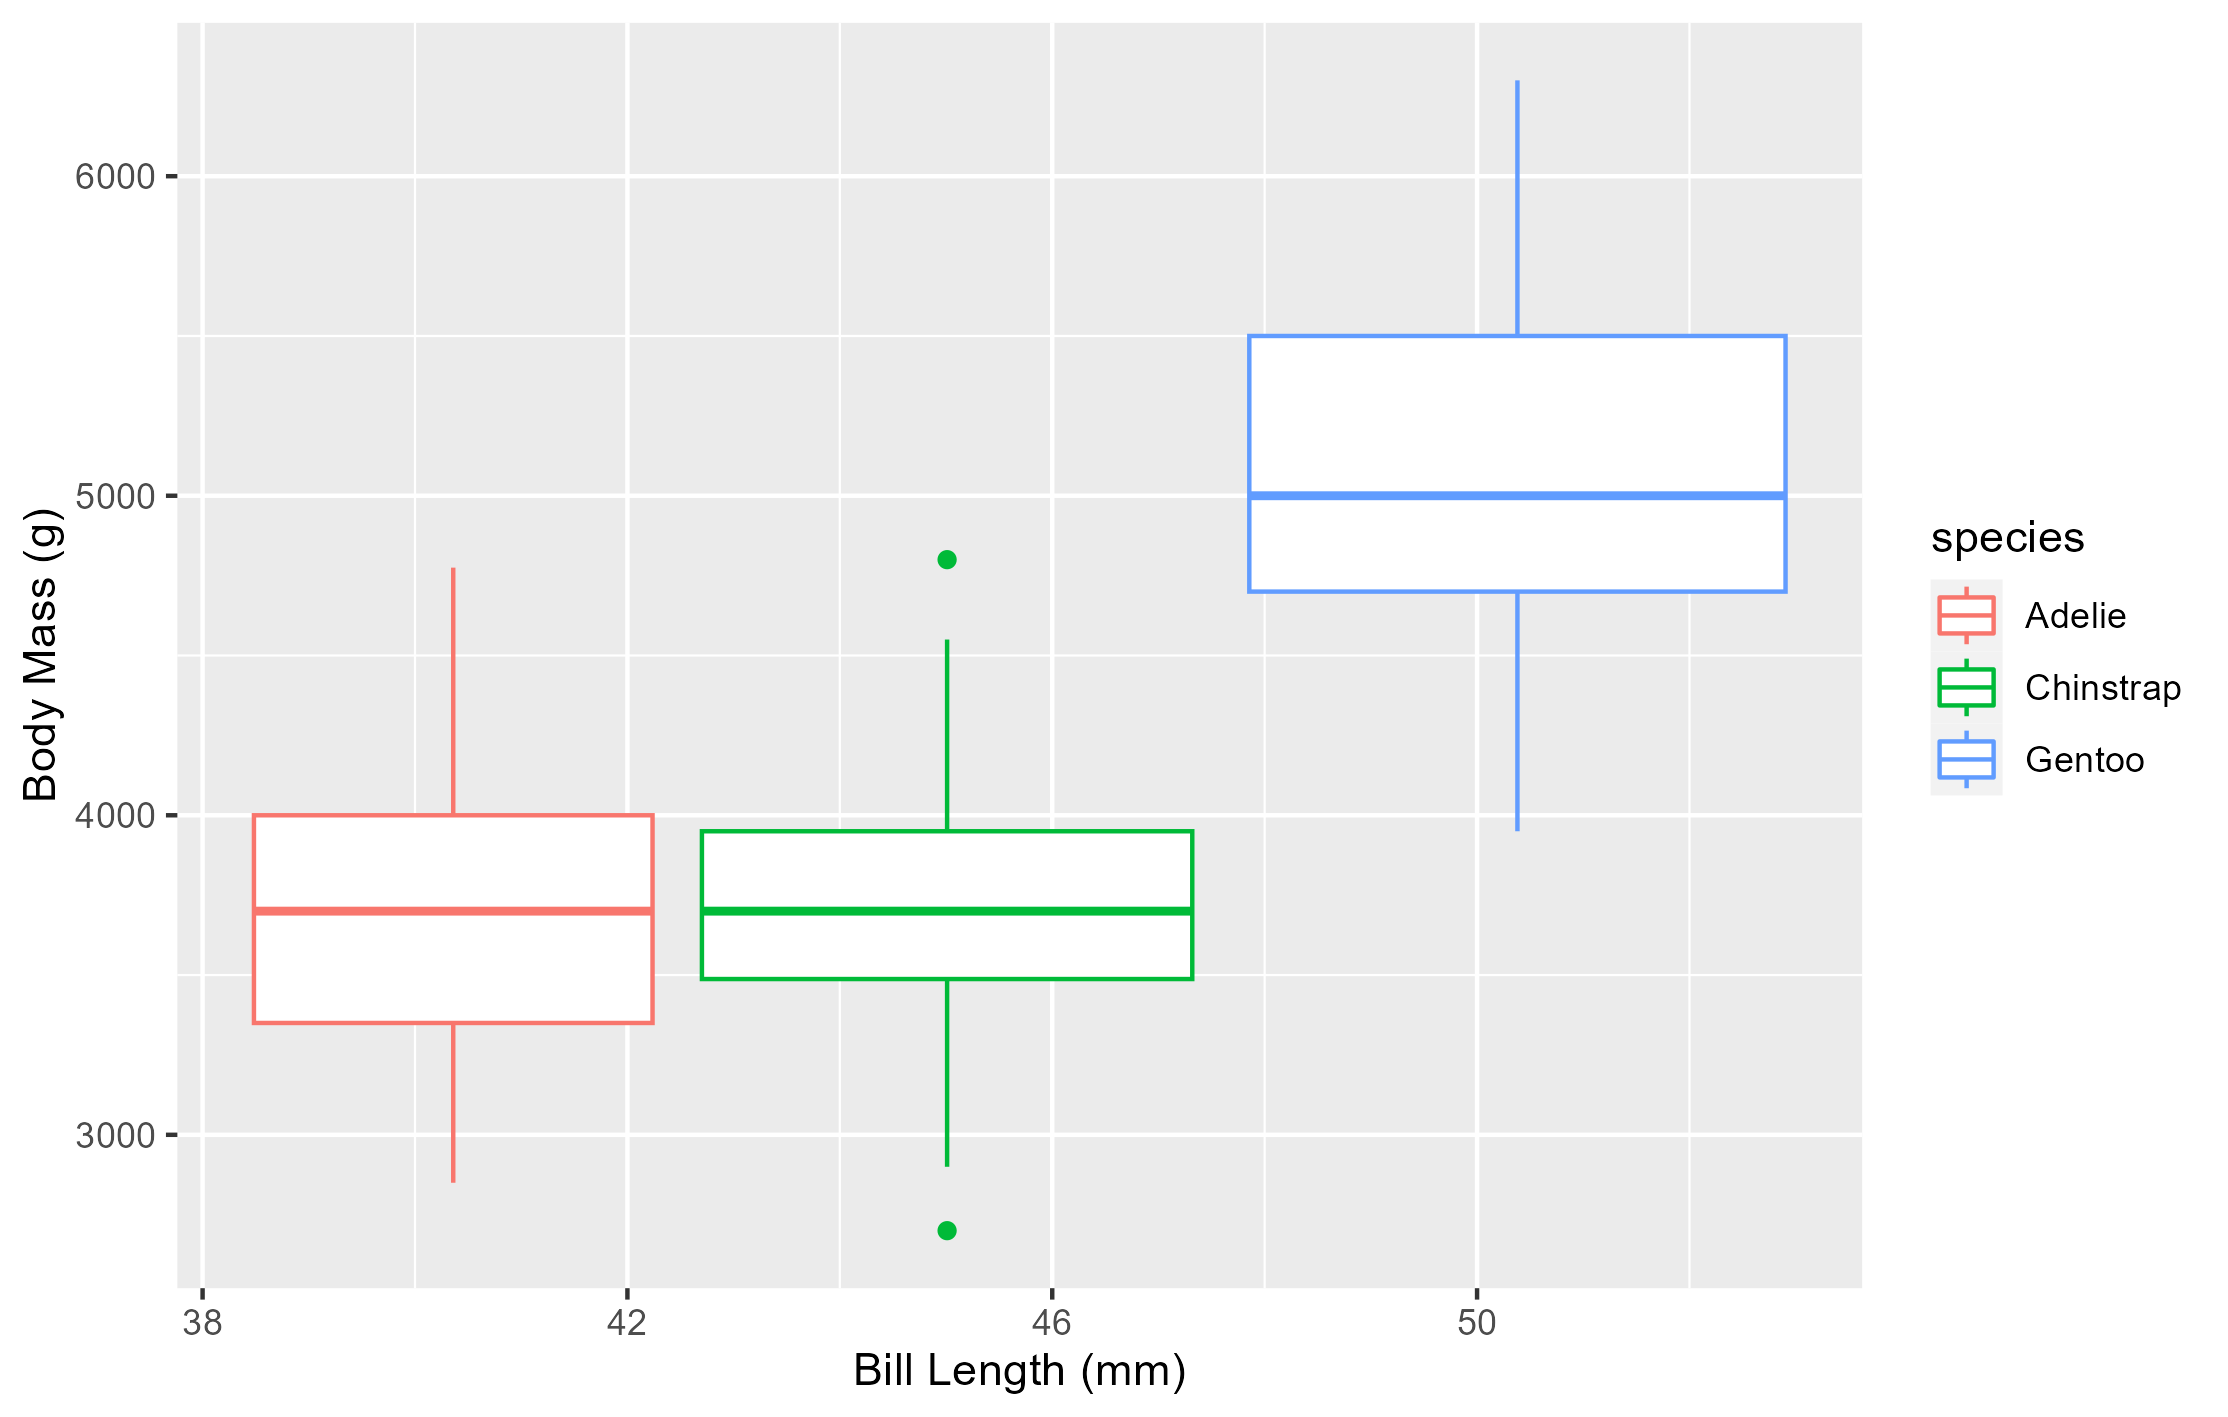 6000
5000
4000
3000
Body Mass (g)
38 42 46 50
Bill Length (mm)
species
Adelie
Chinstrap
Gentoo